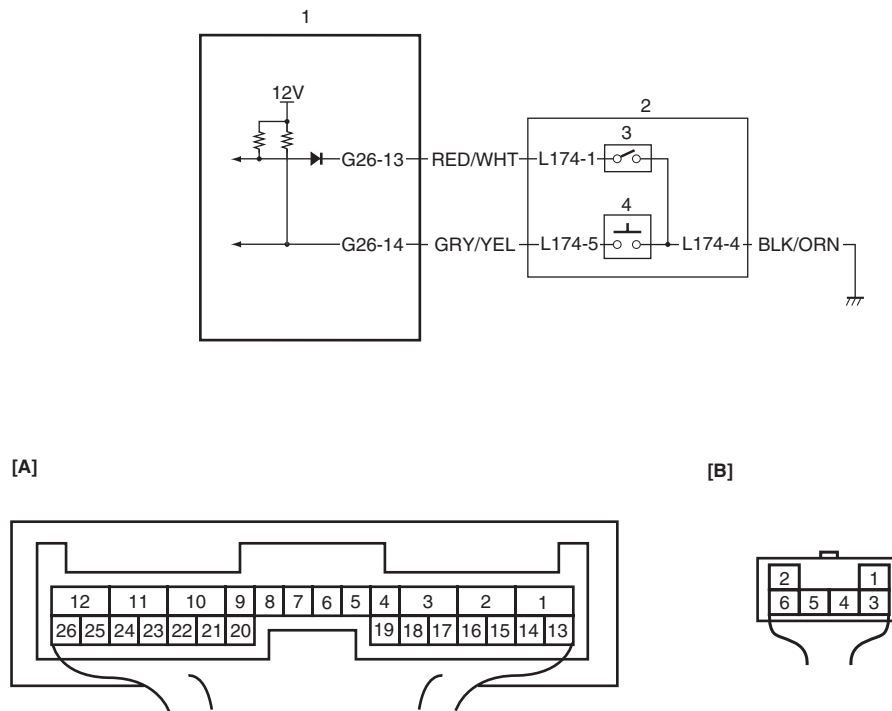 1
12V
2
3
G26-13 RED/WHT L174-1
4
G26-14 GRY/YEL L174-5 L174-4 BLK/ORN
[A]
[B]
12 11 10 9 8 7 6 5 4 3 2 1
26 25 24 23 22 21 20 19 18 17 16 15 14 13
2 1
6 5 4 3